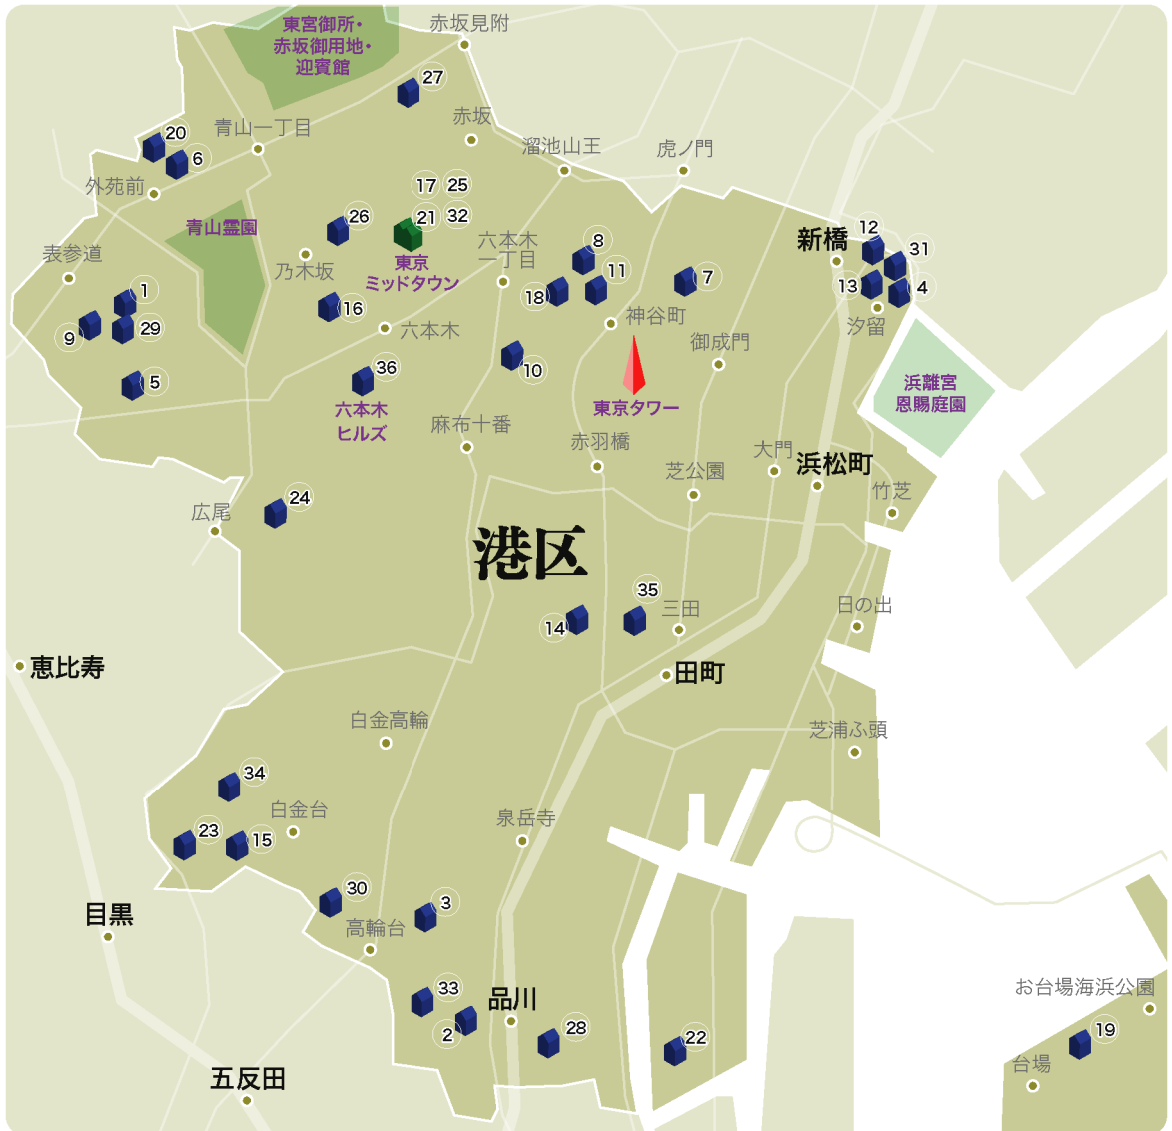 東宮御所・
赤坂御用地・
迎賓館
赤坂見附
27
赤坂
20
青山一丁目
6
溜池山王
虎ノ門
外苑前
17
25
青山霊園
26
21
32
東京
ミッドタウン
六本木
一丁目
8
新橋
12
31
表参道
乃木坂
11
7
13
4
1
18
16
9
29
六本木
神谷町
汐留
御成門
5
36
10
六本木
ヒルズ
東京タワー
浜離宮
恩賜庭園
麻布十番
赤羽橋
大門
芝公園
浜松町
竹芝
24
広尾
港区
35
三田
日の出
14
恵比寿
田町
白金高輪
芝浦ふ頭
34
白金台
泉岳寺
23
15
30
3
目黒
高輪台
33
品川
お台場海浜公園
2
28
22
19
台場
五反田